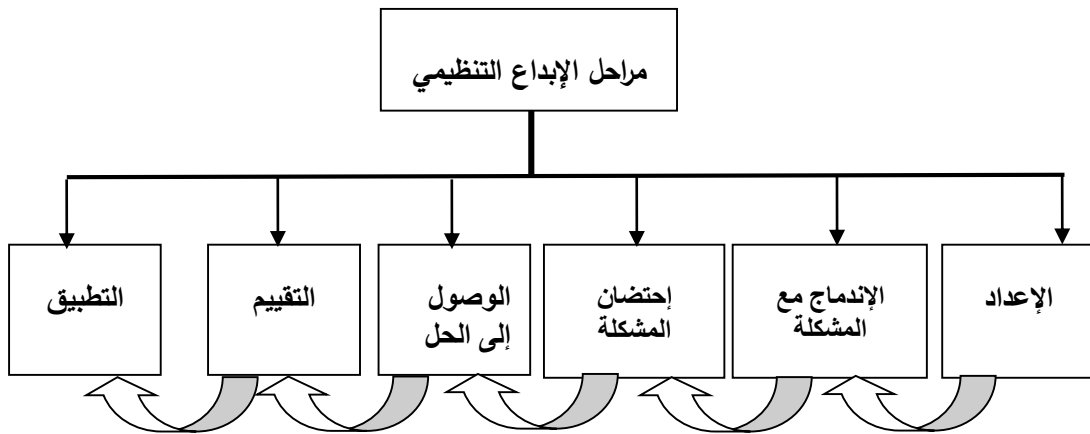 مراحل الإبداع التنظيمي
الإعداد
الإندماج مع
المشكلة
إحتضان
المشكلة
الوصول
إلى الحل
التقييم
التطبيق